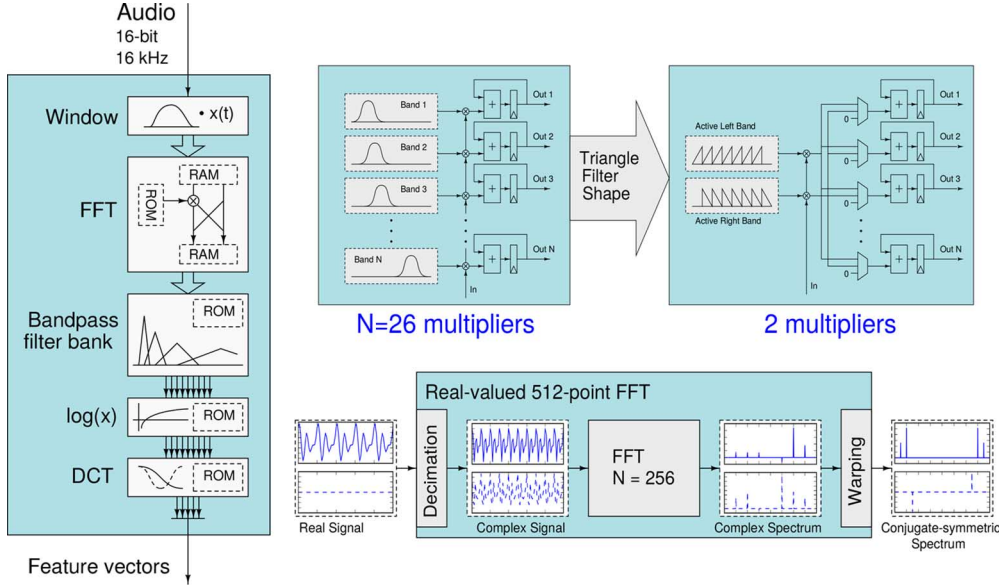 Audio
16-bit
16 kHz
Window
• x(t)
FFT
RAM
ROM
RAM
Bandpass
filter bank
ROM
log(x)
ROM
DCT
ROM
Feature vectors
Band 1
Band 2
Band 3
Band N
+
+
+
+
Out 1
Out 2
Out 3
Out N
In
N=26 multipliers
Triangle
Filter
Shape
Active Left Band
Active Right Band
0
0
0
0
+
+
+
+
Out 1
Out 2
Out 3
Out N
In
2 multipliers
Real-valued 512-point FFT
Decimation
FFT
N = 256
Warping
Real Signal
Complex Signal
Complex Spectrum
Conjugate-symmetric
Spectrum